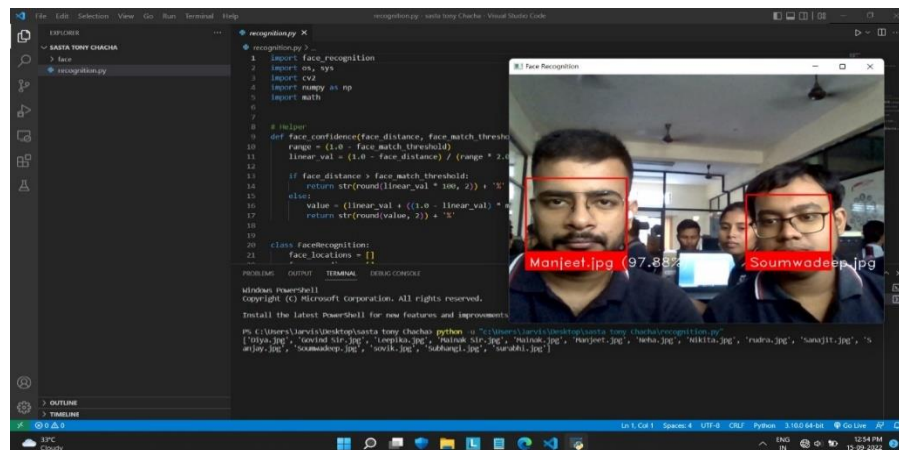 File Edit Selection View Go Run Terminal Help
recognition.py - sasta tony Chacha - Visual Studio Code
EXPLORER
SASTA TONY CHACHA
> face
recognition.py
recognition.py ×
recognition.py > ...
1 import face_recognition
2 import os, sys
3 import cv2
4 import numpy as np
5 import math
6
7
8 # Helper
9 def face_confidence(face_distance, face_match_thresho
10 range = (1.0 - face_match_threshold)
11 linear_val = (1.0 - face_distance) / (range * 2.0
12
13 if face_distance > face_match_threshold:
14 return str(round(linear_val * 100, 2)) + '%'
15 else:
16 value = (linear_val + ((1.0 - linear_val) * m
17 return str(round(value, 2)) + '%'
18
19
20 class FaceRecognition:
21 face_locations = []
Face Recognition
Manjeet.jpg (97.88%
Soumwadeep.jpg
PROBLEMS OUTPUT TERMINAL DEBUG CONSOLE
Windows PowerShell
Copyright (C) Microsoft Corporation. All rights reserved.
Install the latest PowerShell for new features and improvements
PS C:\Users\Jarvis\Desktop\sasta tony Chacha> python -u "c:\Users\Jarvis\Desktop\sasta tony Chacha\recognition.py"
['Diya.jpg', 'Govind Sir.jpg', 'Leepika.jpg', 'Mainak Sir.jpg', 'Mainak.jpg', 'Manjeet.jpg', 'Neha.jpg', 'Nikita.jpg', 'rudra.jpg', 'Sanajit.jpg', 'S
anjay.jpg', 'Soumwadeep.jpg', 'sovik.jpg', 'Subhangi.jpg', 'surabhi.jpg']
> OUTLINE
> TIMELINE
0 0 Ln 1, Col 1 Spaces: 4 UTF-8 CRLF Python 3.10.0 64-bit Go Live
33°C
Cloudy
ENG
IN
12:54 PM
15-09-2022